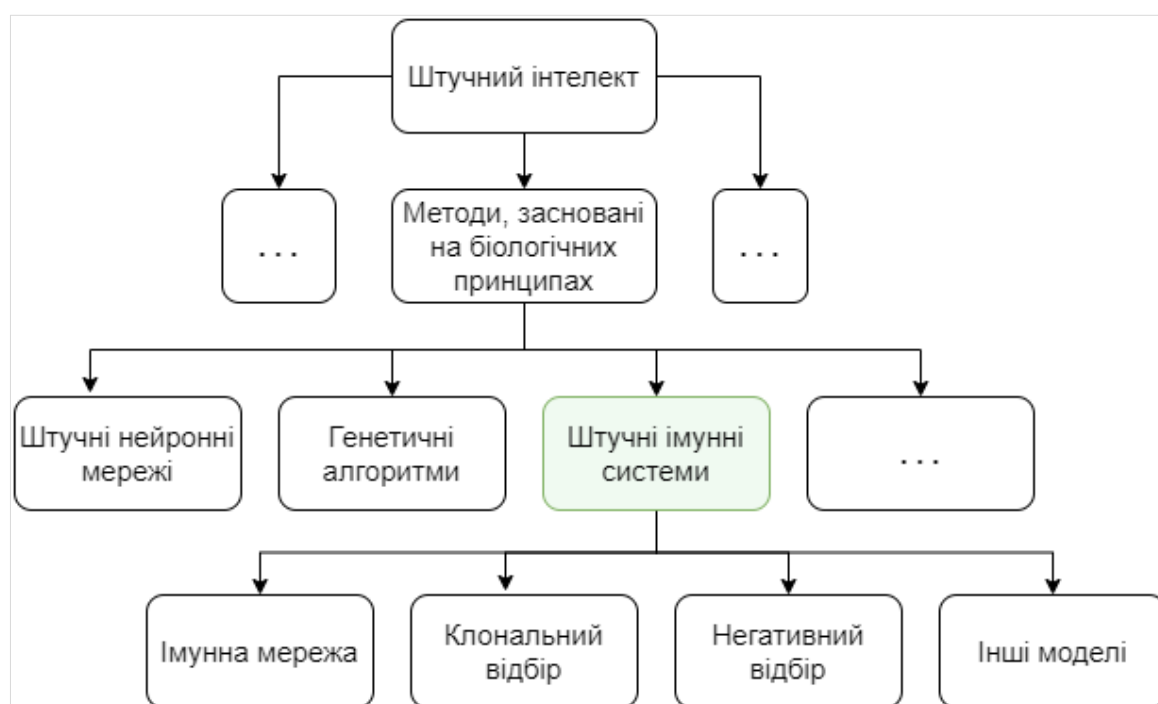 Штучний інтелект
. . .
Методи, засновані
на біологічних
принципах
. . .
Штучні нейронні
мережі
Генетичні
алгоритми
Штучні імунні
системи
. . .
Імунна мережа
Клональний
відбір
Негативний
відбір
Інші моделі